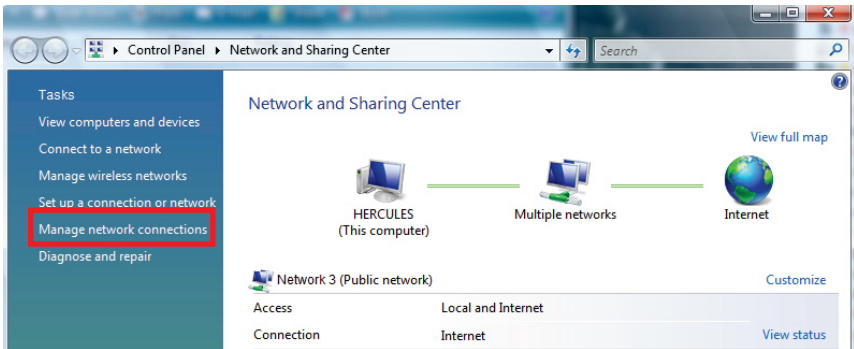 Control Panel ▸ Network and Sharing Center
Search
Tasks
View computers and devices
Connect to a network
Manage wireless networks
Set up a connection or network
Manage network connections
Diagnose and repair
Network and Sharing Center
View full map
HERCULES
(This computer)
Multiple networks
Internet
Network 3 (Public network)
Customize
Access Local and Internet
Connection Internet View status